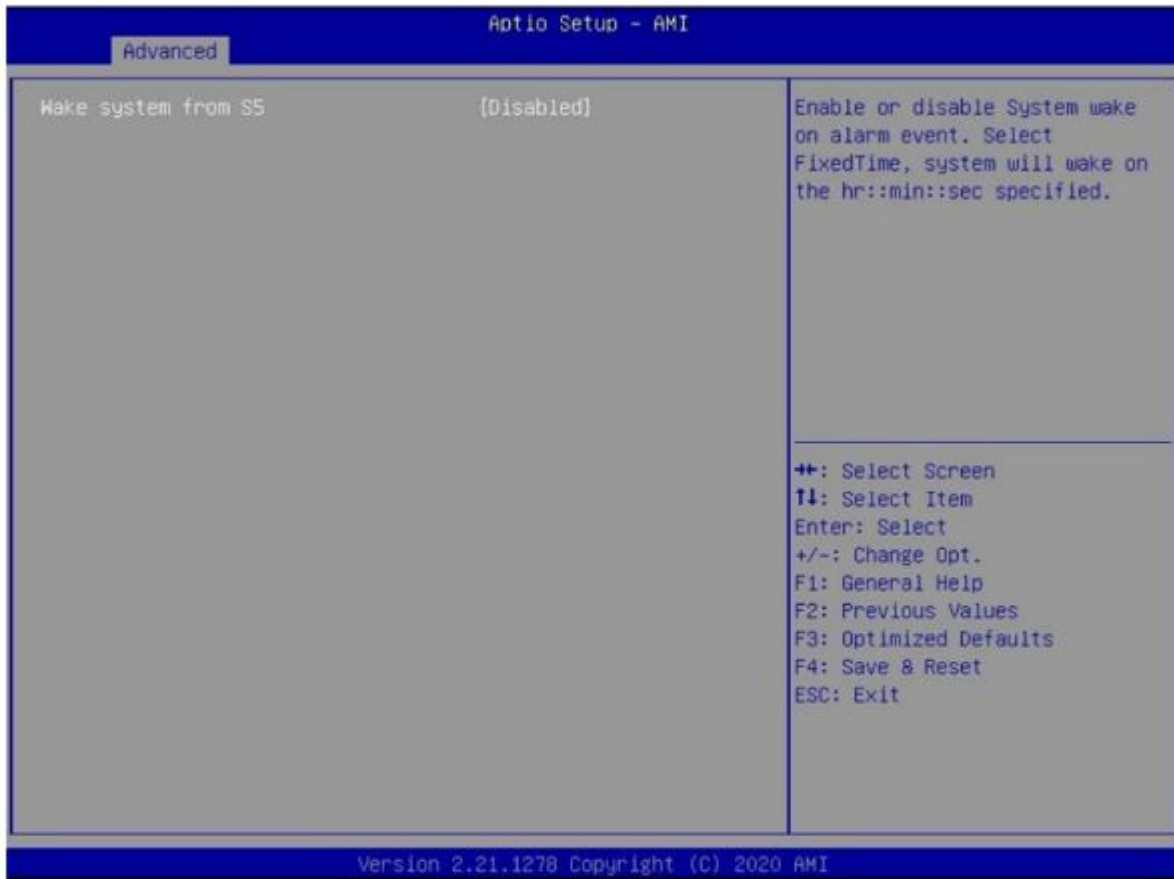 Aptio Setup - AMI
Advanced
Wake system from S5 [Disabled]
Enable or disable System wake
on alarm event. Select
FixedTime, system will wake on
the hr::min::sec specified.
→←: Select Screen
↑↓: Select Item
Enter: Select
+/-: Change Opt.
F1: General Help
F2: Previous Values
F3: Optimized Defaults
F4: Save & Reset
ESC: Exit
Version 2.21.1278 Copyright (C) 2020 AMI